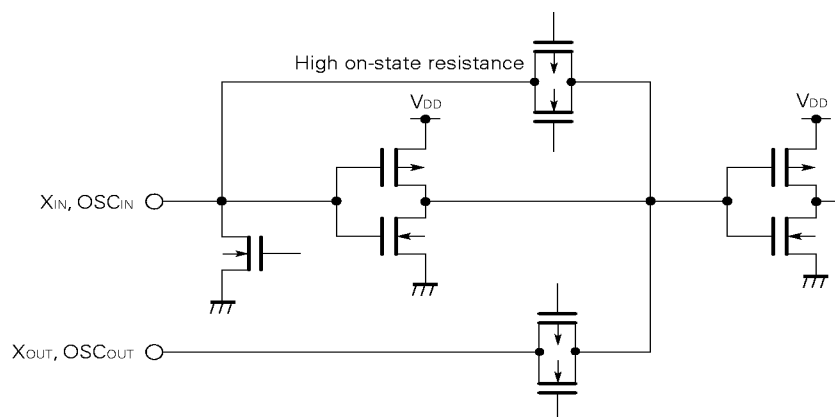 High on-state resistance
VDD
VDD
XIN, OSCIN
XOUT, OSCOUT